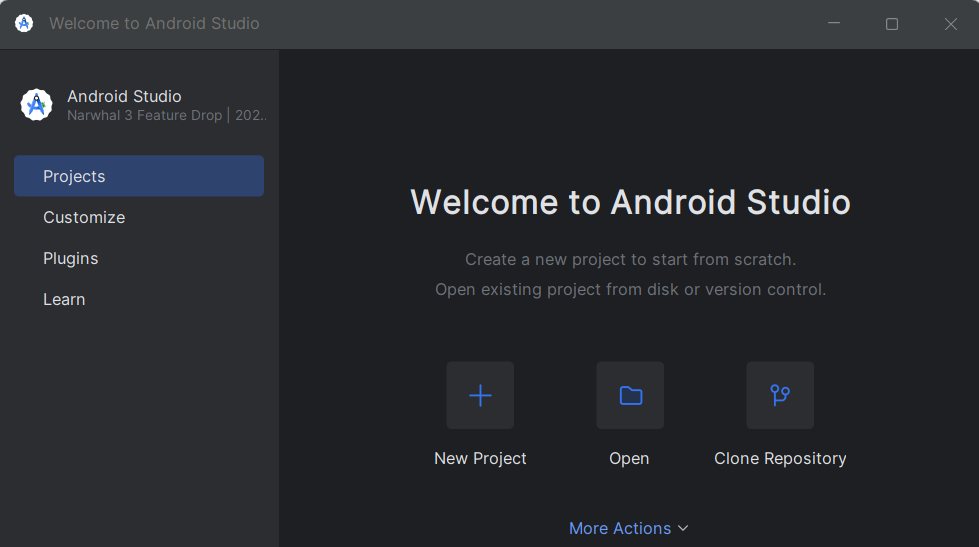 Welcome to Android Studio
Android Studio
Narwhal 3 Feature Drop | 202..
Projects
Customize
Plugins
Learn
Welcome to Android Studio
Create a new project to start from scratch.
Open existing project from disk or version control.
New Project
Open
Clone Repository
More Actions